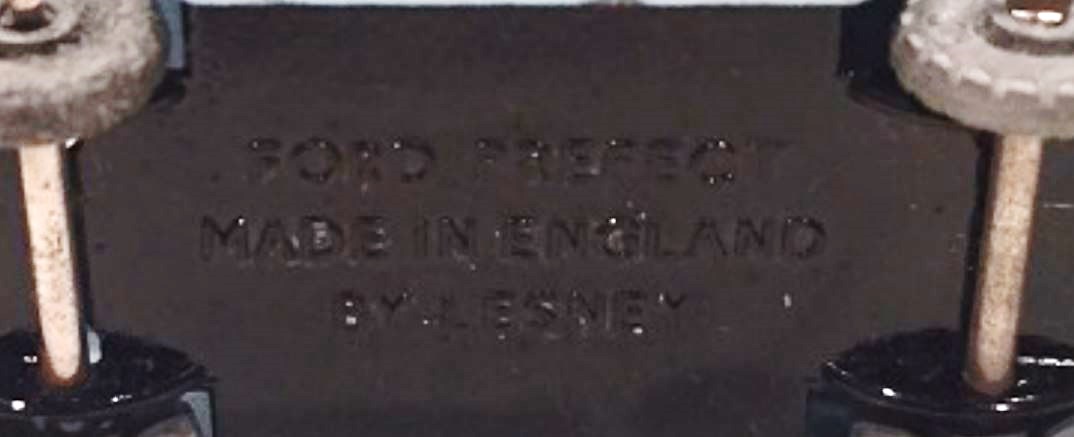 FORD PREFECT
MADE IN ENGLAND
BY LESNEY